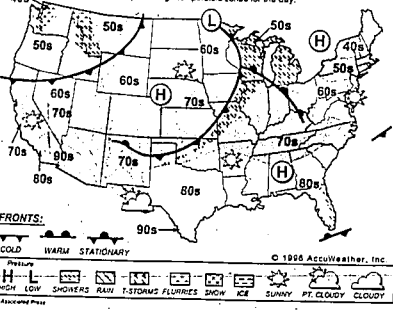 50s
50s
50s
L
50s
H
40s
60s
50s
60s
60s
60s
70s
H
70s
70s
70s
90s
70s
80s
80s
H
80s
90s
FRONTS:
COLD WARM STATIONARY
© 1996 AccuWeather, Inc.
Pressure
H L
HIGH LOW SHOWERS RAIN T-STORMS FLURRIES SNOW ICE SUNNY PT. CLOUDY CLOUDY
Associated Press